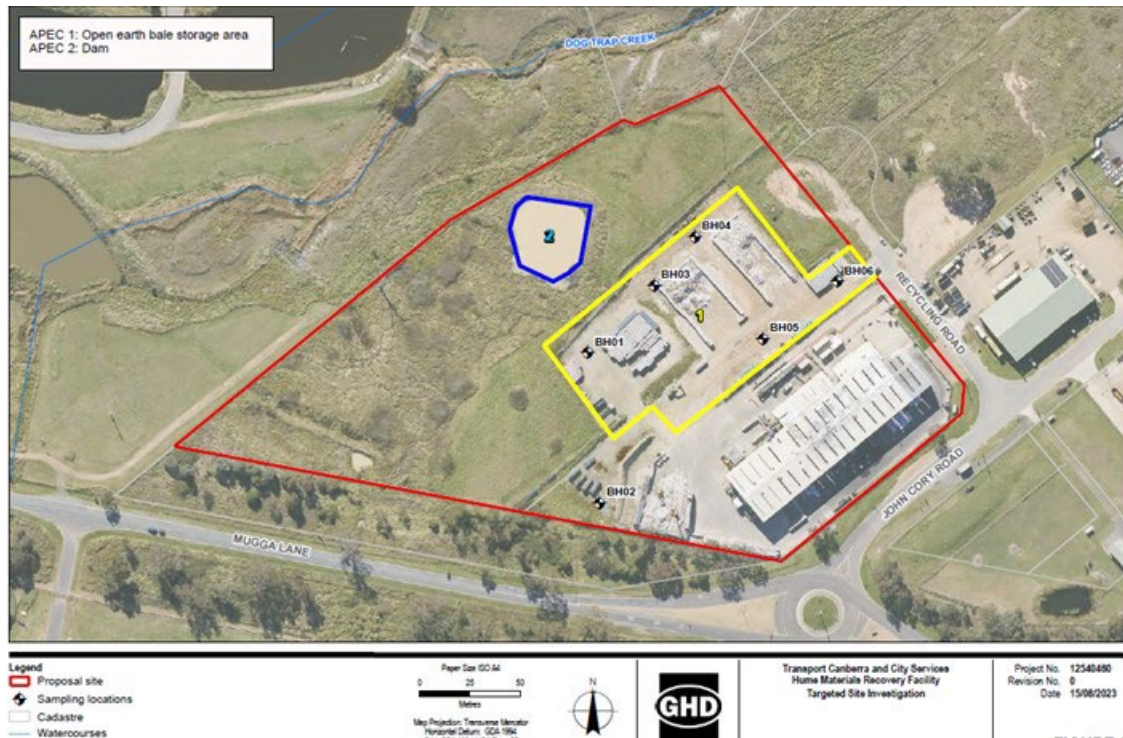 APEC 1: Open earth bale storage area
APEC 2: Dam
DOG TRAP CREEK
2
BH04
BH03
BH06
1
BH05
BH01
RECYCLING ROAD
BH02
JOHN CORY ROAD
MUGGA LANE
Legend
Proposal site
Sampling locations
Cadastre
Watercourses
Paper Size ISO A4
0 25 50
Metres
Map Projection: Transverse Mercator
Horizontal Datum: GDA 1994
N
GHD
Transport Canberra and City Services
Hume Materials Recovery Facility
Targeted Site Investigation
Project No. 12540460
Revision No. 0
Date 15/08/2023